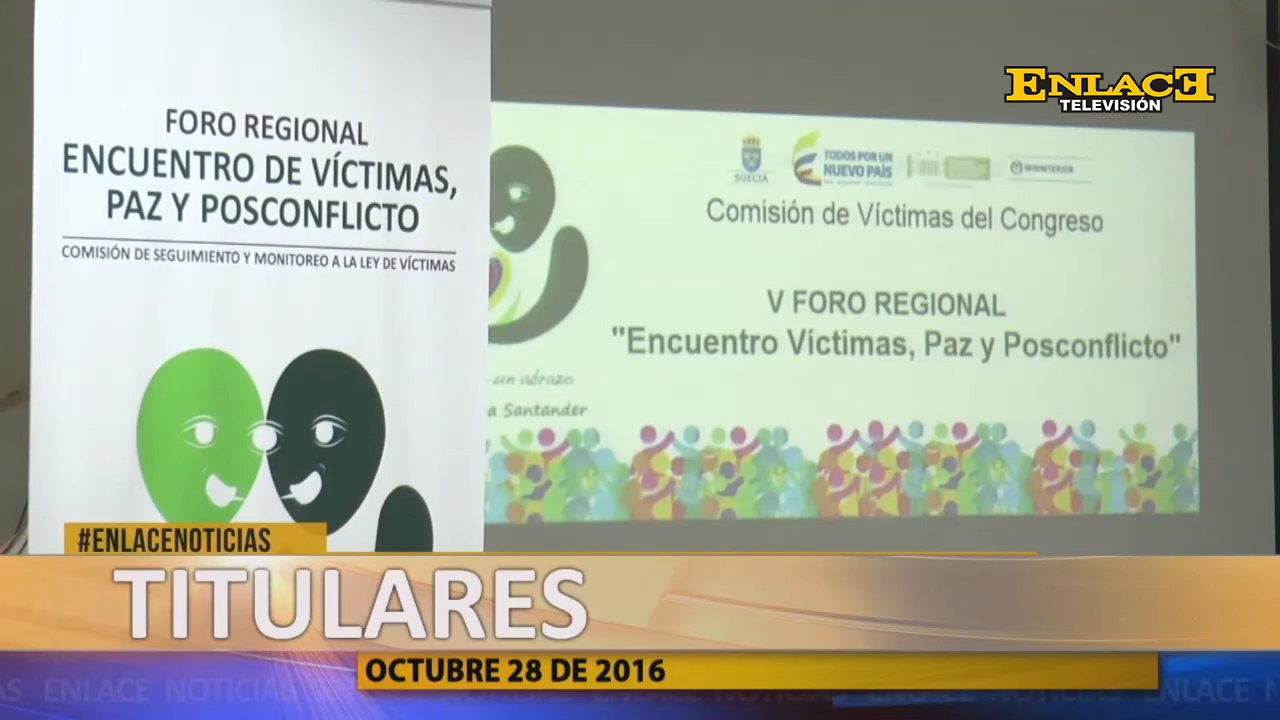 FORO REGIONAL
ENCUENTRO DE VÍCTIMAS,
PAZ Y POSCONFLICTO
COMISIÓN DE SEGUIMIENTO Y MONITOREO A LA LEY DE VÍCTIMAS
ENLACE
TELEVISIÓN
SUECIA
TODOS POR UN
NUEVO PAÍS
MININTERIOR
Comisión de Víctimas del Congreso
V FORO REGIONAL
"Encuentro Víctimas, Paz y Posconflicto"
un abrazo
a Santander
#ENLACENOTICIAS
TITULARES
OCTUBRE 28 DE 2016
AS ENLACE NOTICIAS ENLACE N